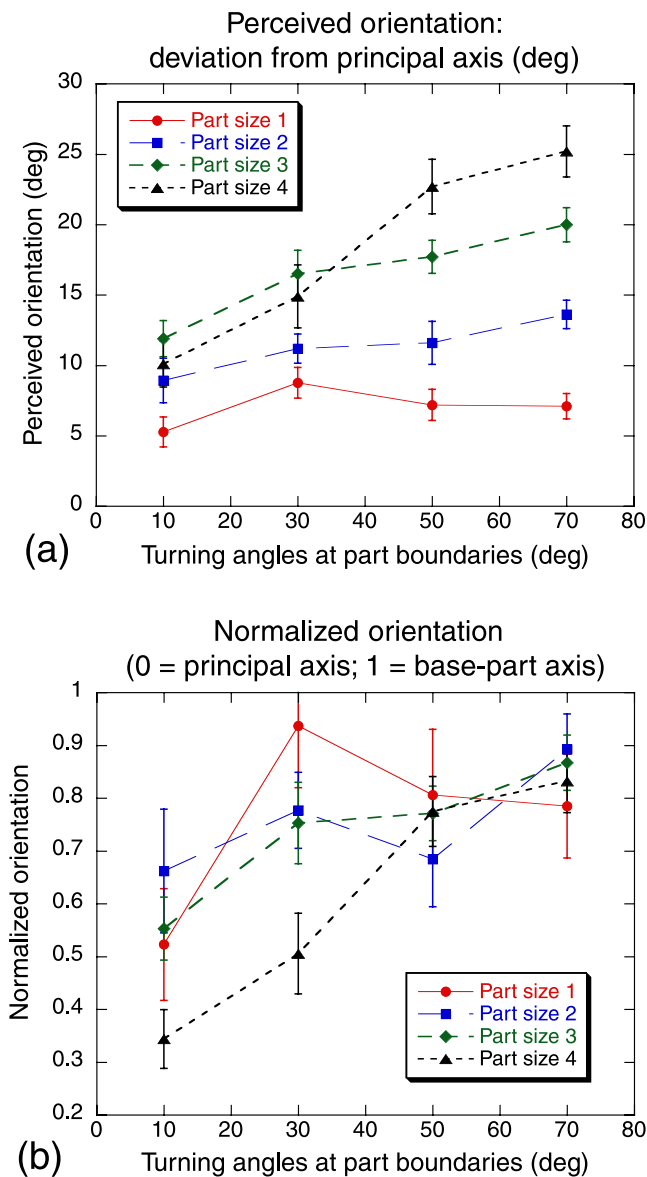 Perceived orientation:
deviation from principal axis (deg)
30
25
20
15
10
5
0
Perceived orientation (deg)
Part size 1
Part size 2
Part size 3
Part size 4
0 10 20 30 40 50 60 70 80
(a)
Turning angles at part boundaries (deg)
Normalized orientation
(0 = principal axis; 1 = base-part axis)
1
0.9
0.8
0.7
0.6
0.5
0.4
0.3
0.2
Normalized orientation
Part size 1
Part size 2
Part size 3
Part size 4
0 10 20 30 40 50 60 70 80
(b)
Turning angles at part boundaries (deg)